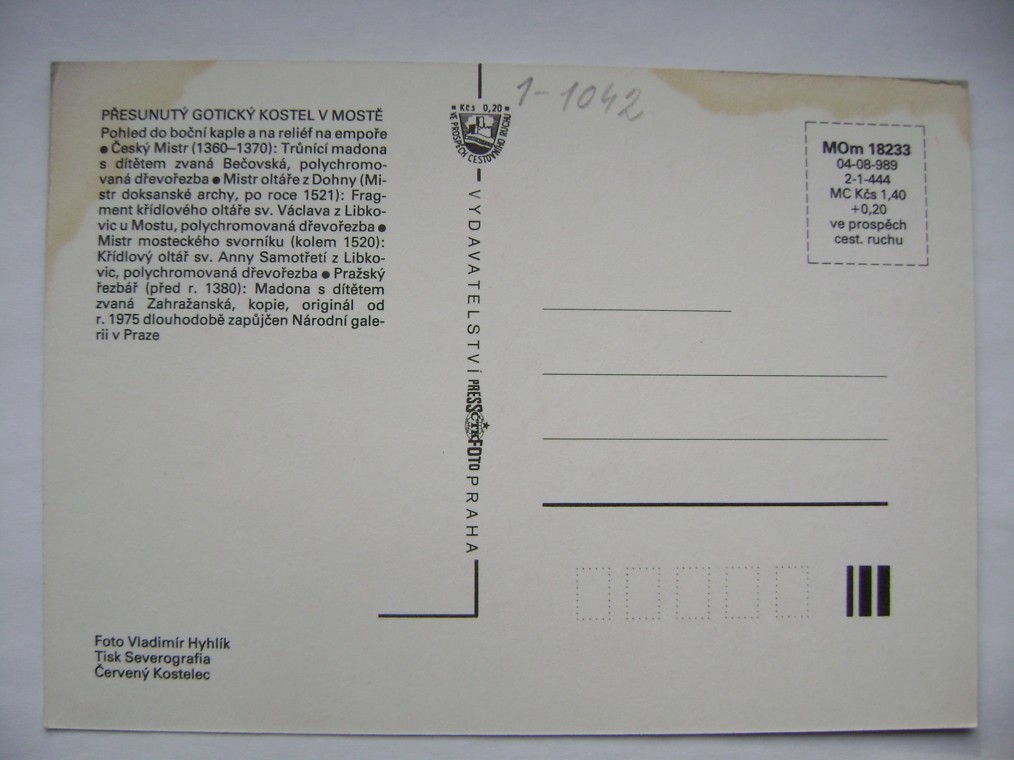 PŘESUNUTÝ GOTICKÝ KOSTEL V MOSTĚ
Pohled do boční kaple a na reliéf na empoře
● Český Mistr (1360–1370): Trůnící madona
s dítětem zvaná Bečovská, polychromo-
vaná dřevořezba ● Mistr oltáře z Dohny (Mi-
str doksanské archy, po roce 1521): Frag-
ment křídlového oltáře sv. Václava z Libko-
vic u Mostu, polychromovaná dřevořezba ●
Mistr mosteckého svorníku (kolem 1520):
Křídlový oltář sv. Anny Samotřetí z Libko-
vic, polychromovaná dřevořezba ● Pražský
řezbář (před r. 1380): Madona s dítětem
zvaná Zahražanská, kopie, originál od
r. 1975 dlouhodobě zapůjčen Národní gale-
rii v Praze
Foto Vladimír Hyhlík
Tisk Severografia
Červený Kostelec
Kčs 0,20
VE PROSPĚCH CESTOVNÍHO RUCHU
VYDAVATELSTVÍ PRESSFOTO PRAHA
ČTK
1-1042
MOm 18233
04-08-989
2-1-444
MC Kčs 1,40
+0,20
ve prospěch
cest. ruchu